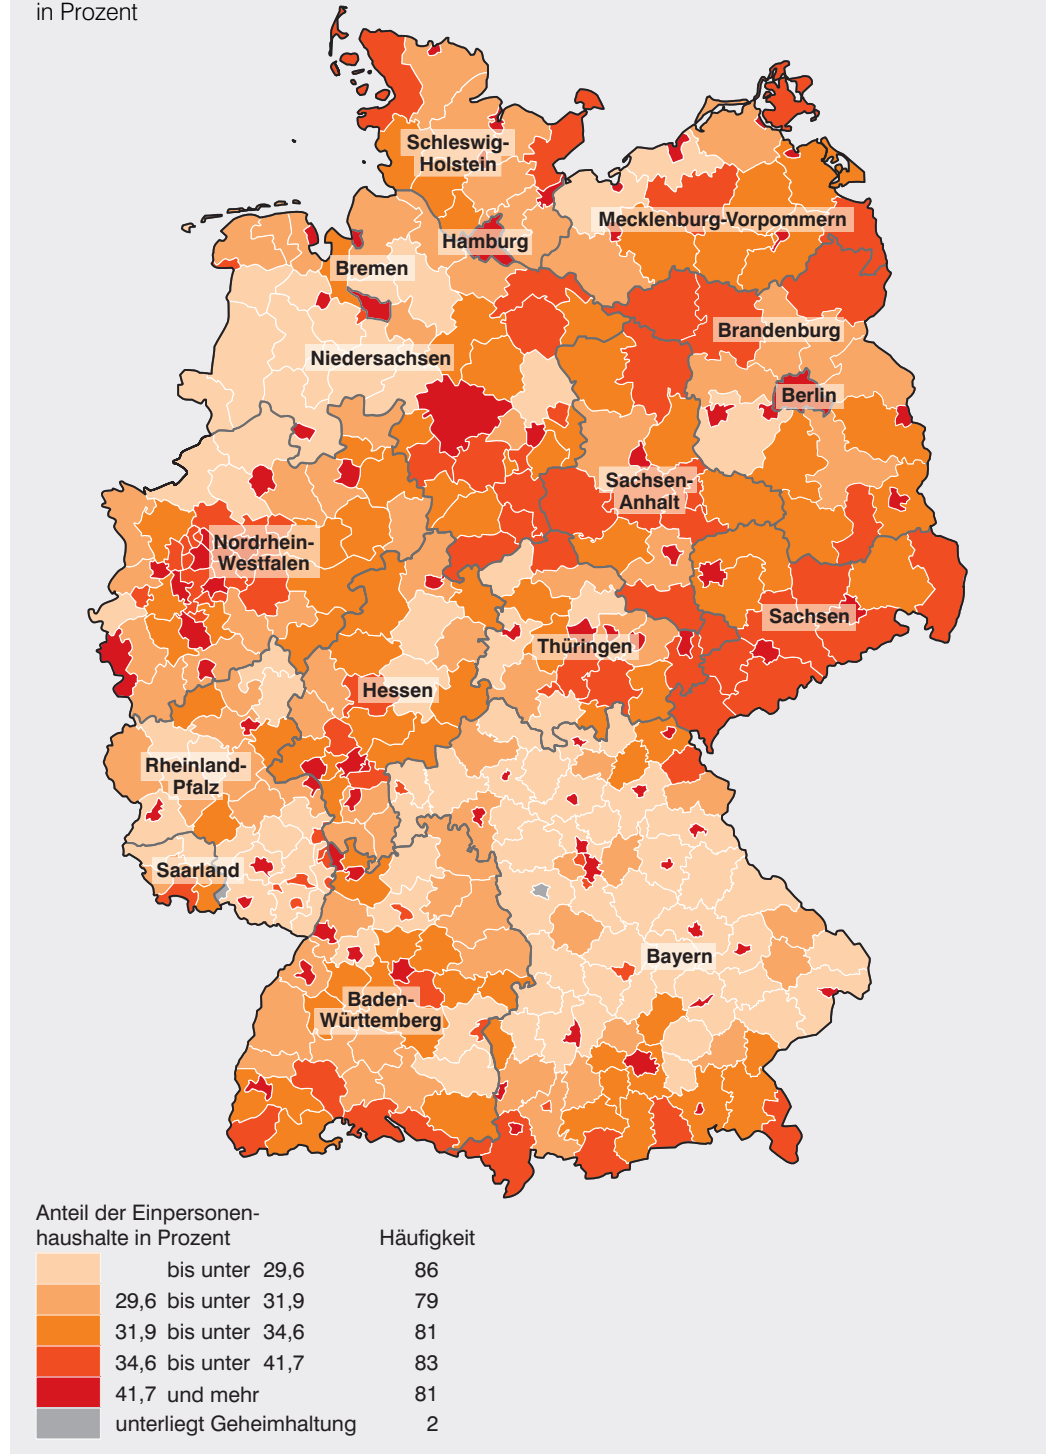 in Prozent
Schleswig-
Holstein
Mecklenburg-Vorpommern
Hamburg
Bremen
Brandenburg
Niedersachsen
Berlin
Sachsen-
Anhalt
Nordrhein-
Westfalen
Sachsen
Thüringen
Hessen
Rheinland-
Pfalz
Saarland
Bayern
Baden-
Württemberg
Anteil der Einpersonen-
haushalte in Prozent Häufigkeit
bis unter 29,6 86
29,6 bis unter 31,9 79
31,9 bis unter 34,6 81
34,6 bis unter 41,7 83
41,7 und mehr 81
unterliegt Geheimhaltung 2